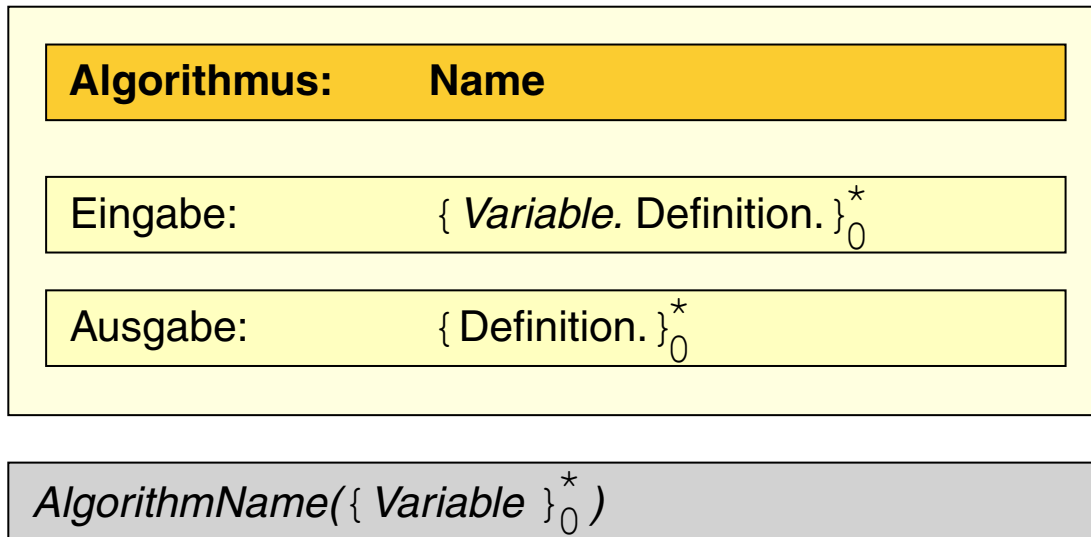 Algorithmus: Name
Eingabe: { Variable. Definition. }*0
Ausgabe: { Definition. }*0
AlgorithmName({ Variable }*0 )